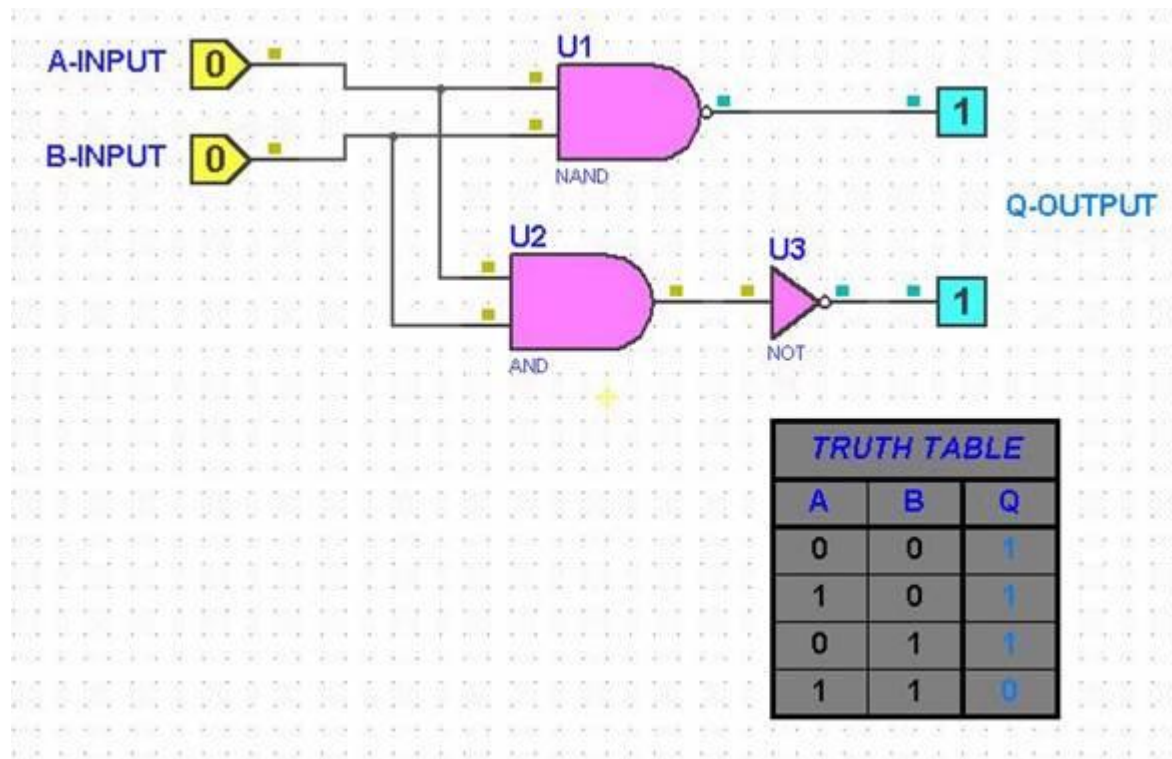 U1
A-INPUT 0
1
B-INPUT 0
NAND
Q-OUTPUT
U2
U3
1
NOT
AND
TRUTH TABLE
A B Q
0 0 1
1 0 1
0 1 1
1 1 0